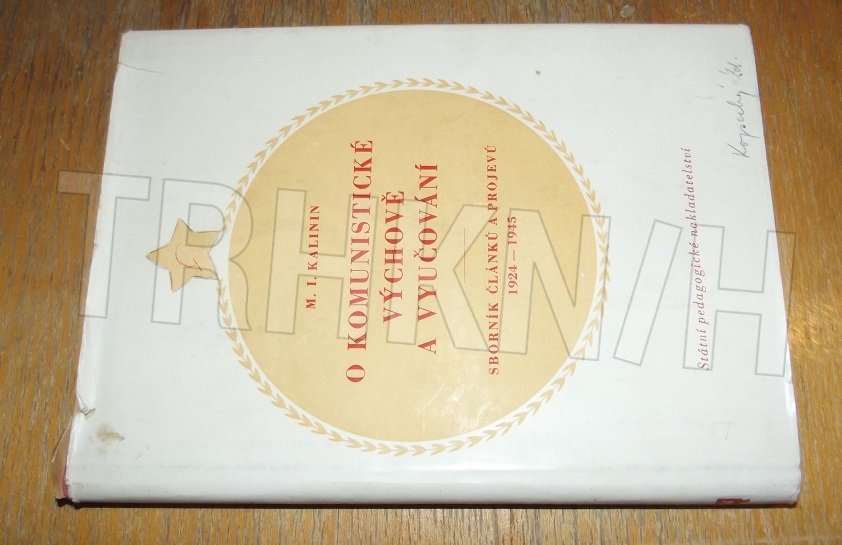 M. I. KALININ
O KOMUNISTICKÉ
VÝCHOVĚ
A VYUČOVÁNÍ
SBORNÍK ČLÁNKŮ A PROJEVŮ
1924 — 1945
Státní pedagogické nakladatelství
TRHKNIH